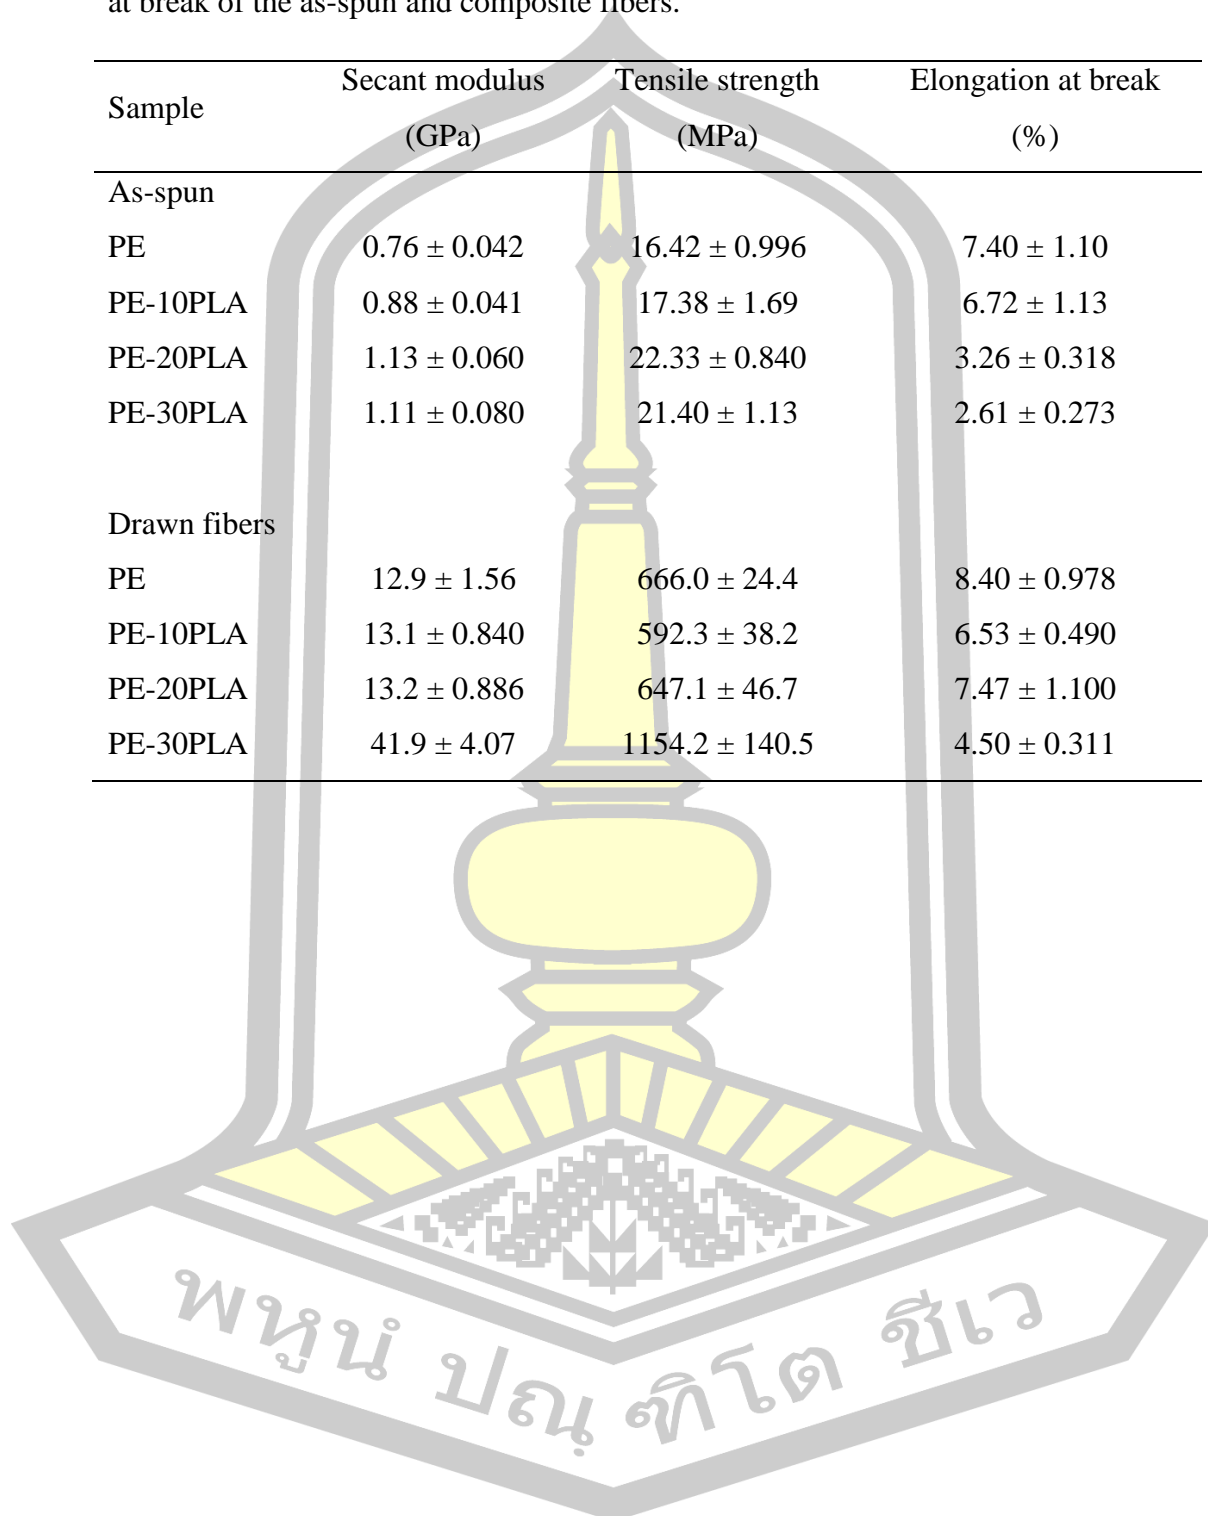 at break of the as-spun and composite fibers.
Sample Secant modulus (GPa) Tensile strength (MPa) Elongation at break (%)
As-spun
PE 0.76 ± 0.042 16.42 ± 0.996 7.40 ± 1.10
PE-10PLA 0.88 ± 0.041 17.38 ± 1.69 6.72 ± 1.13
PE-20PLA 1.13 ± 0.060 22.33 ± 0.840 3.26 ± 0.318
PE-30PLA 1.11 ± 0.080 21.40 ± 1.13 2.61 ± 0.273
Drawn fibers
PE 12.9 ± 1.56 666.0 ± 24.4 8.40 ± 0.978
PE-10PLA 13.1 ± 0.840 592.3 ± 38.2 6.53 ± 0.490
PE-20PLA 13.2 ± 0.886 647.1 ± 46.7 7.47 ± 1.100
PE-30PLA 41.9 ± 4.07 1154.2 ± 140.5 4.50 ± 0.311
พหูนํ ปณฺฑิโต ชีเว